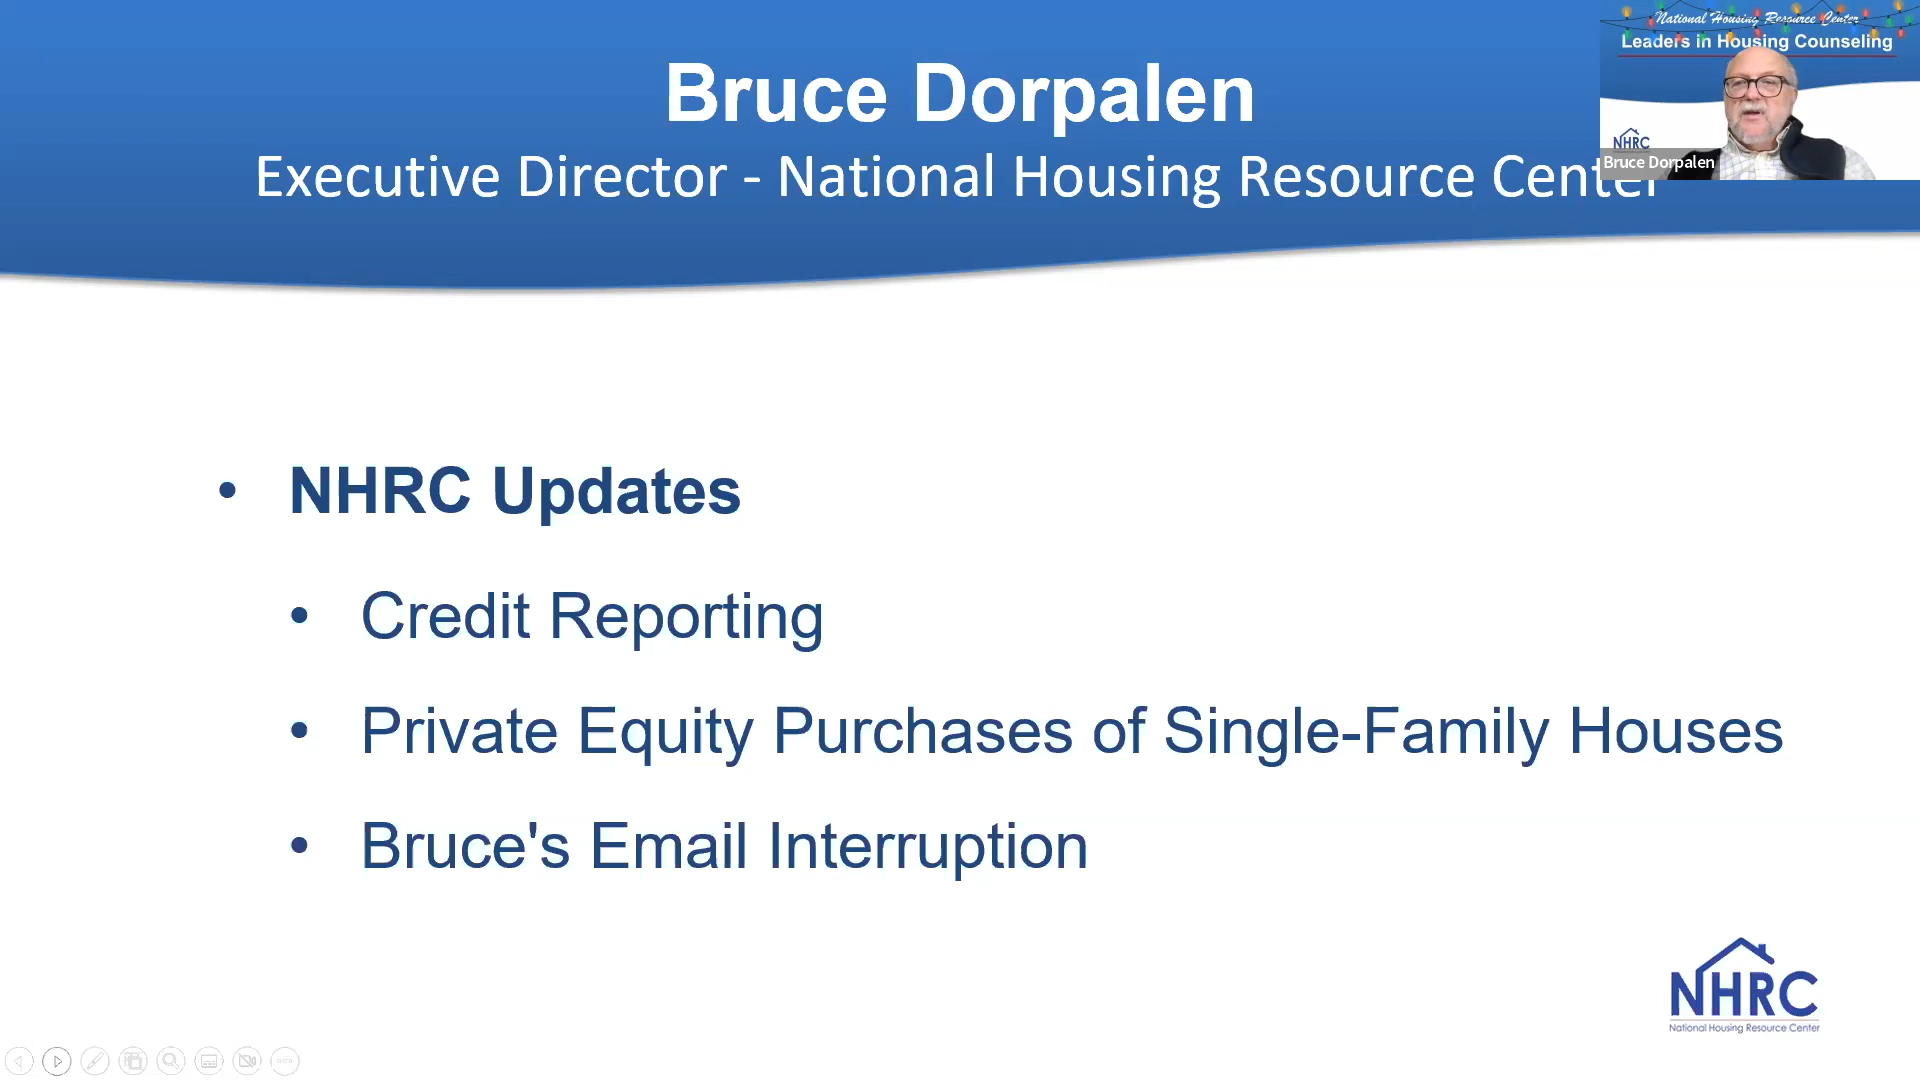 Bruce Dorpalen
Executive Director - National Housing Resource Center
National Housing Resource Center
Leaders in Housing Counseling
NHRC
Bruce Dorpalen
• NHRC Updates
• Credit Reporting
• Private Equity Purchases of Single-Family Houses
• Bruce's Email Interruption
NHRC
National Housing Resource Center